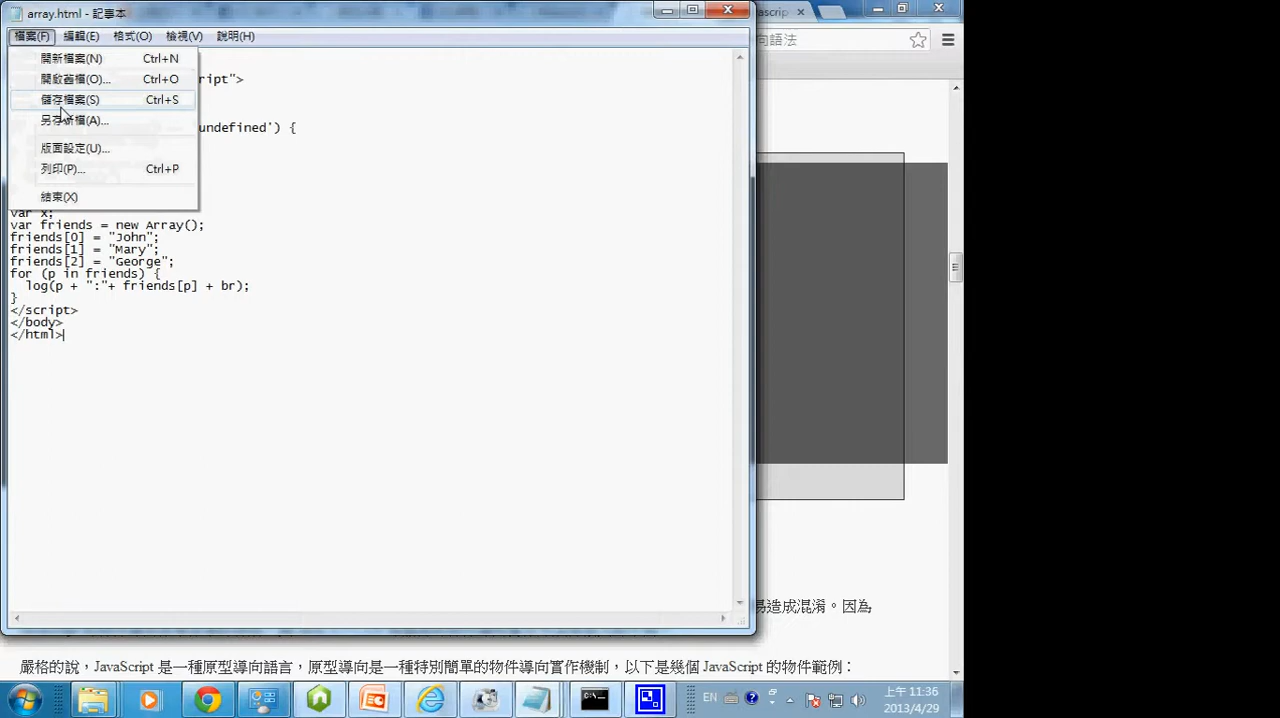 array.html - 記事本
ascrip ×
檔案(F) 編輯(E) 格式(O) 檢視(V) 說明(H)
向語法
開新檔案(N) Ctrl+N
開啟舊檔(O)... Ctrl+O
ript">
儲存檔案(S) Ctrl+S
另存新檔(A)...
undefined') {
版面設定(U)...
列印(P)... Ctrl+P
結束(X)
var x;
var friends = new Array();
friends[0] = "John";
friends[1] = "Mary";
friends[2] = "George";
for (p in friends) {
log(p + ":"+ friends[p] + br);
}
</script>
</body>
</html>
易造成混淆。因為
嚴格的說，JavaScript 是一種原型導向語言，原型導向是一種特別簡單的物件導向實作機制，以下是幾個 JavaScript 的物件範例：
EN
上午 11:36
2013/4/29